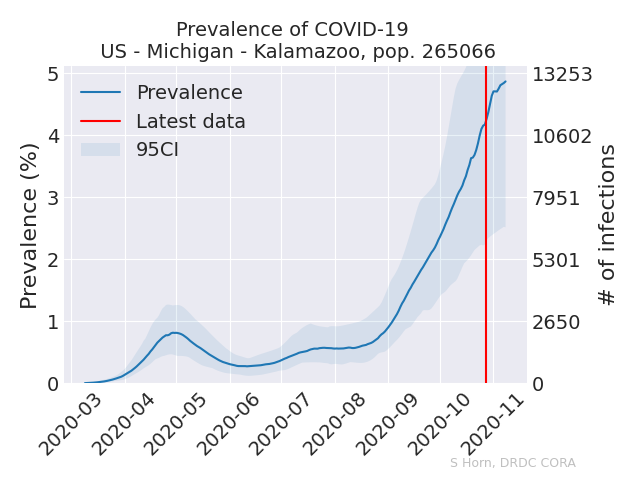 Prevalence of COVID-19
US - Michigan - Kalamazoo, pop. 265066
Prevalence
Latest data
95CI
Prevalence (%)
5
4
3
2
1
0
13253
10602
7951
5301
2650
0
# of infections
2020-03
2020-04
2020-05
2020-06
2020-07
2020-08
2020-09
2020-10
2020-11
S Horn, DRDC CORA